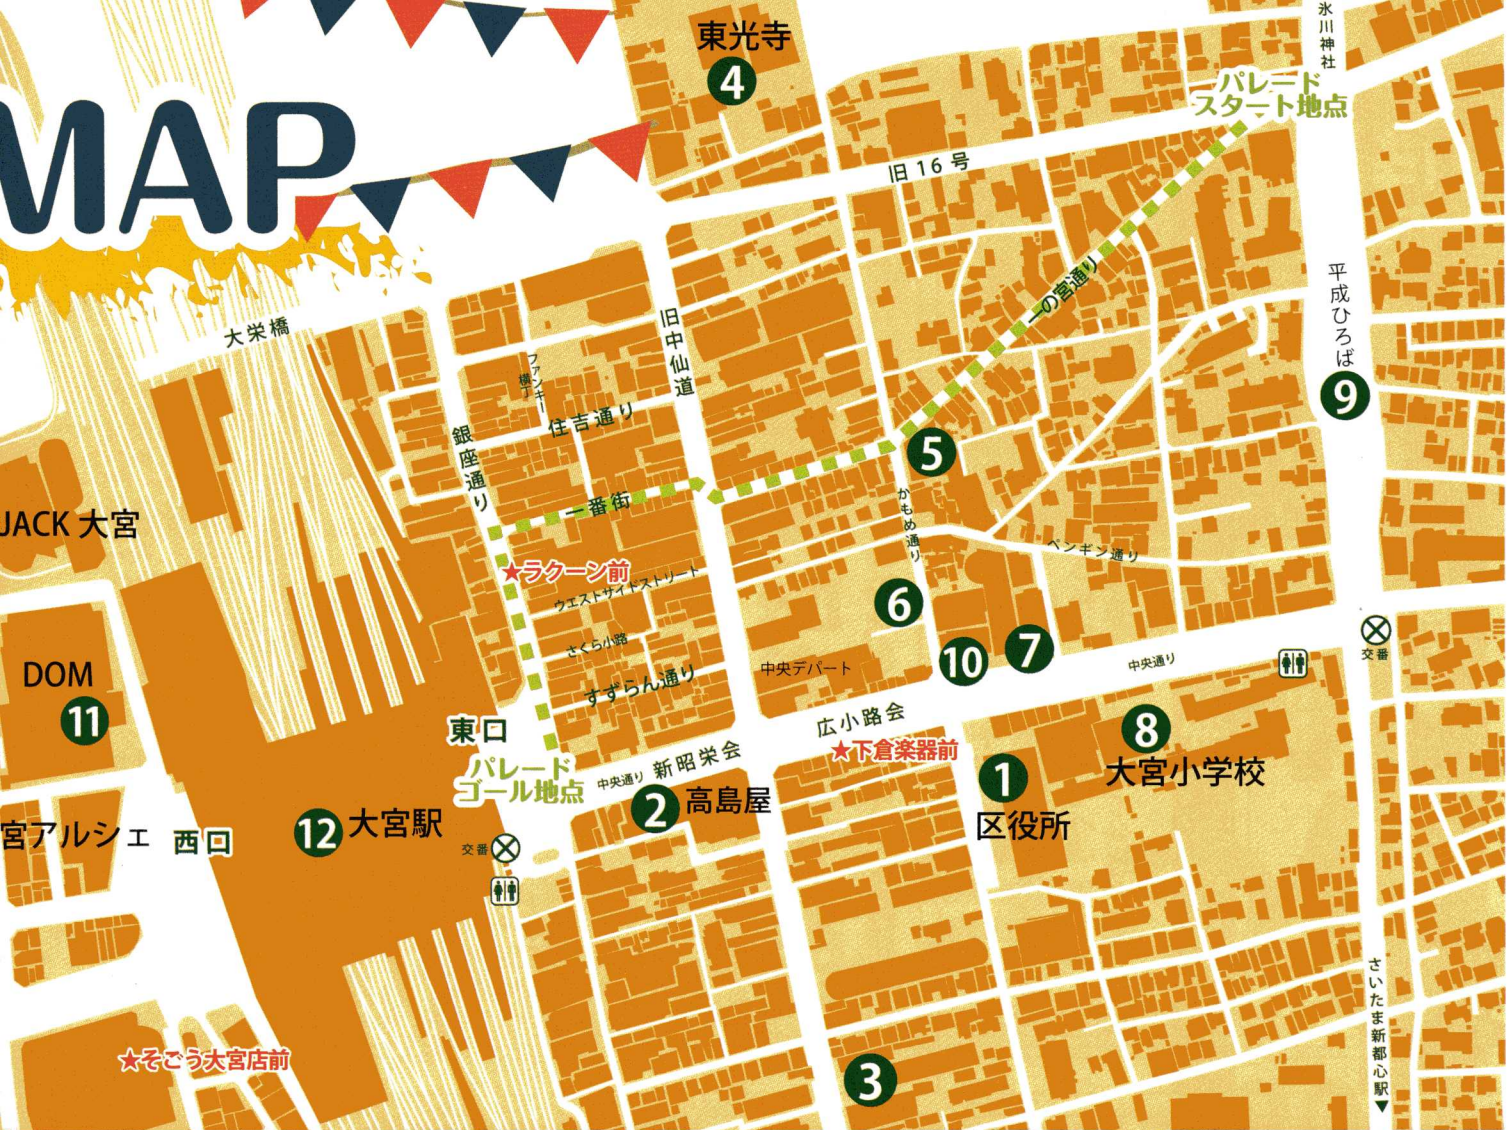 MAP
東光寺
4
氷川神社
パレード
スタート地点
旧16号
一の宮通り
平成ひろば
9
大栄橋
旧中仙道
ファンキー
横丁
住吉通り
銀座通り
一番街
5
かもめ通り
ペンギン通り
JACK 大宮
★ラクーン前
ウエストサイドストリート
さくら小路
すずらん通り
6
10
7
中央デパート
中央通り
交番
DOM
11
東口
パレード
ゴール地点
中央通り 新昭栄会
広小路会
★下倉楽器前
8
大宮小学校
1
区役所
2 高島屋
12 大宮駅
宮アルシェ
西口
交番
★そごう大宮店前
3
さいたま新都心駅▼